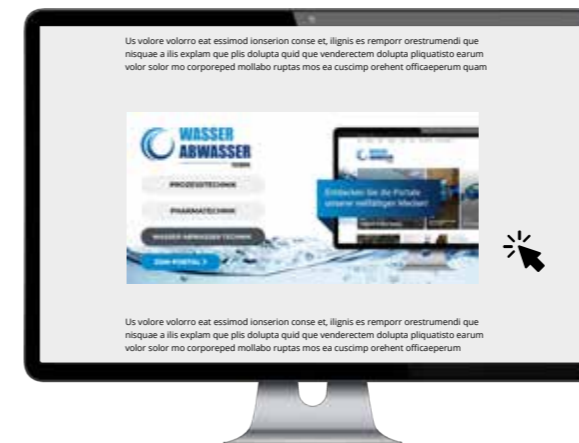 Us volore volorro eat essimod ionserion conse et, ilignis es remporr orestrumendi que
nisquae a ilis explam que plis dolupta quid que venderectem dolupta pliquatisto earum
volor solor mo corporeped mollabo ruptas mos ea cuscimp orehent officaeperum quam
WASSER
ABWASSER
TECHNIK
PROZESSTECHNIK
PHARMATECHNIK
WASSER ABWASSER TECHNIK
ZUM PORTAL >
Entdecken Sie die Portale
unserer vielfältigen Medien!
Us volore volorro eat essimod ionserion conse et, ilignis es remporr orestrumendi que
nisquae a ilis explam que plis dolupta quid que venderectem dolupta pliquatisto earum
volor solor mo corporeped mollabo ruptas mos ea cuscimp orehent officaeperum